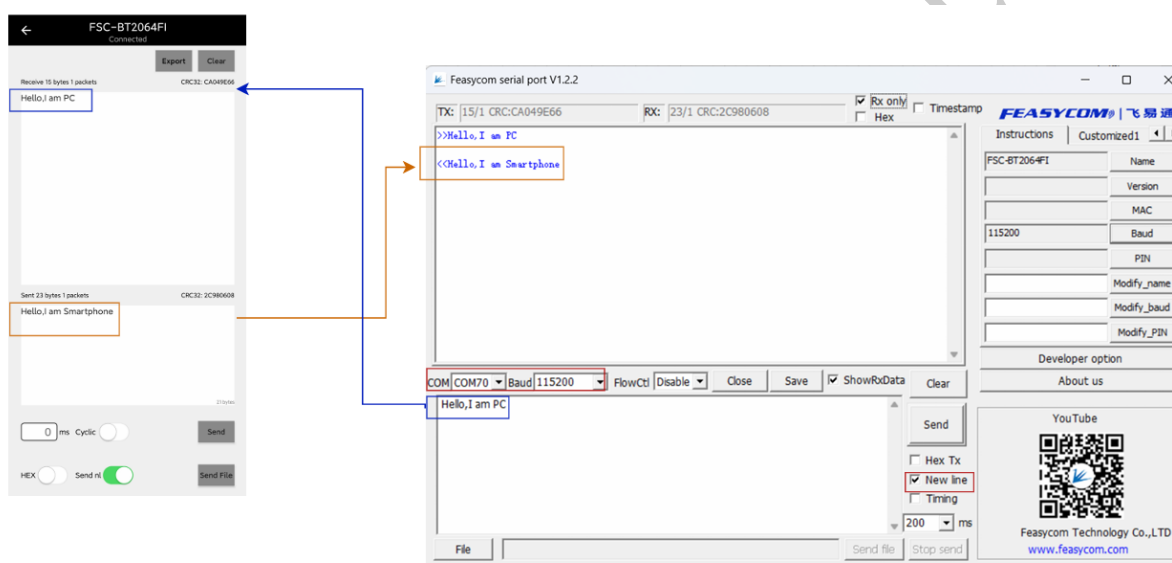 FSC-BT2064FI
Connected
Export Clear
Receive 15 bytes 1 packets CRC32: CA049E66
Hello,I am PC
Sent 23 bytes 1 packets CRC32: 2C980608
Hello,I am Smartphone
21bytes
0 ms Cyclic Send
HEX Send nl Send File
Feasycom serial port V1.2.2
TX: 15/1 CRC:CA049E66 RX: 23/1 CRC:2C980608 Rx only Hex Timestamp
>>Hello,I am PC
<<Hello,I am Smartphone
COM COM70 Baud 115200 FlowCtl Disable Close Save ShowRxData Clear
Hello,I am PC
Send
Hex Tx
New line
Timing
200 ms
File Send file Stop send
FEASYCOM | 飞易通
Instructions Customized1
FSC-BT2064FI Name
Version
MAC
115200 Baud
PIN
Modify_name
Modify_baud
Modify_PIN
Developer option
About us
YouTube
Feasycom Technology Co.,LTD
www.feasycom.com